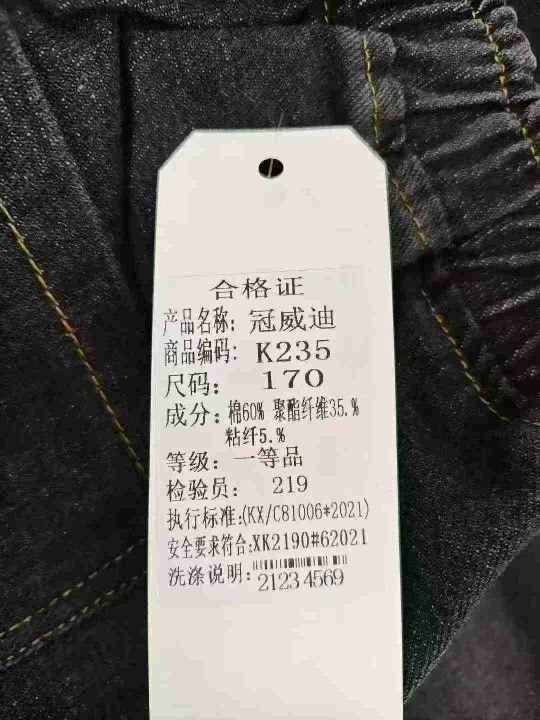 合格证
产品名称: 冠威迪
商品编码: K235
尺码: 170
成分: 棉60% 聚酯纤维35.%
粘纤5.%
等级: 一等品
检验员: 219
执行标准:(KX/C81006*2021)
安全要求符合:XK2190#62021
洗涤说明:
21234569